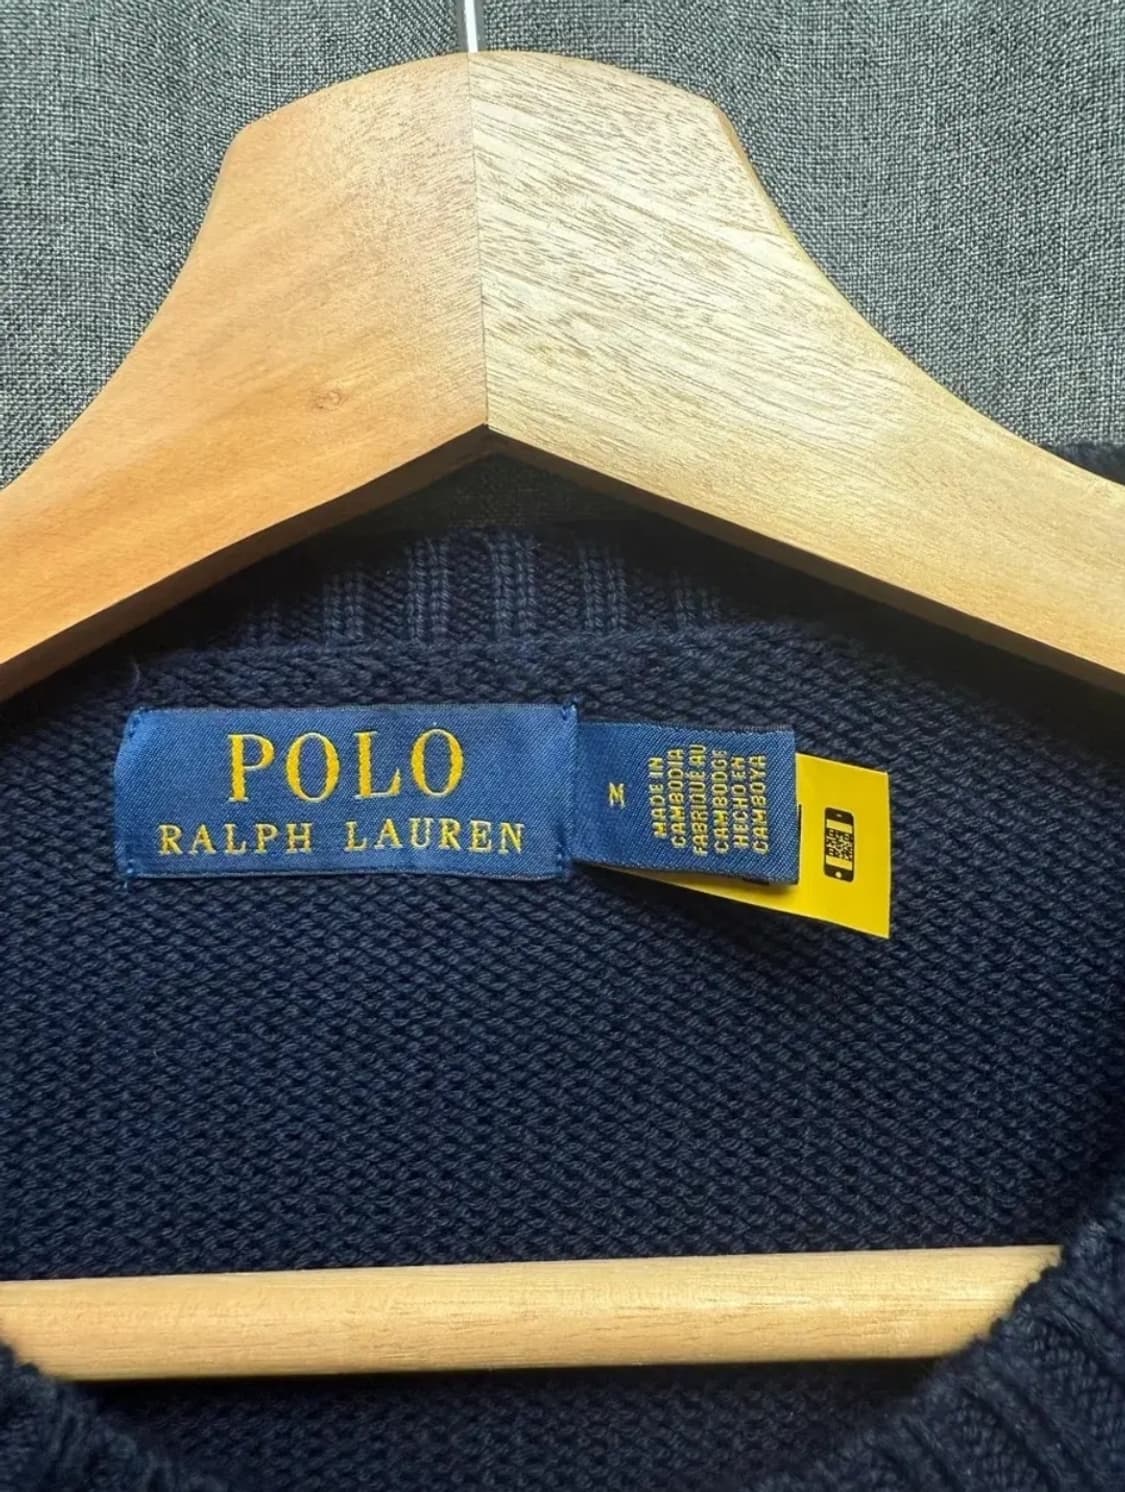 POLO
RALPH LAUREN
M
MADE IN
CAMBODIA
FABRIQUÉ AU
CAMBODGE
HECHO EN
CAMBOYA